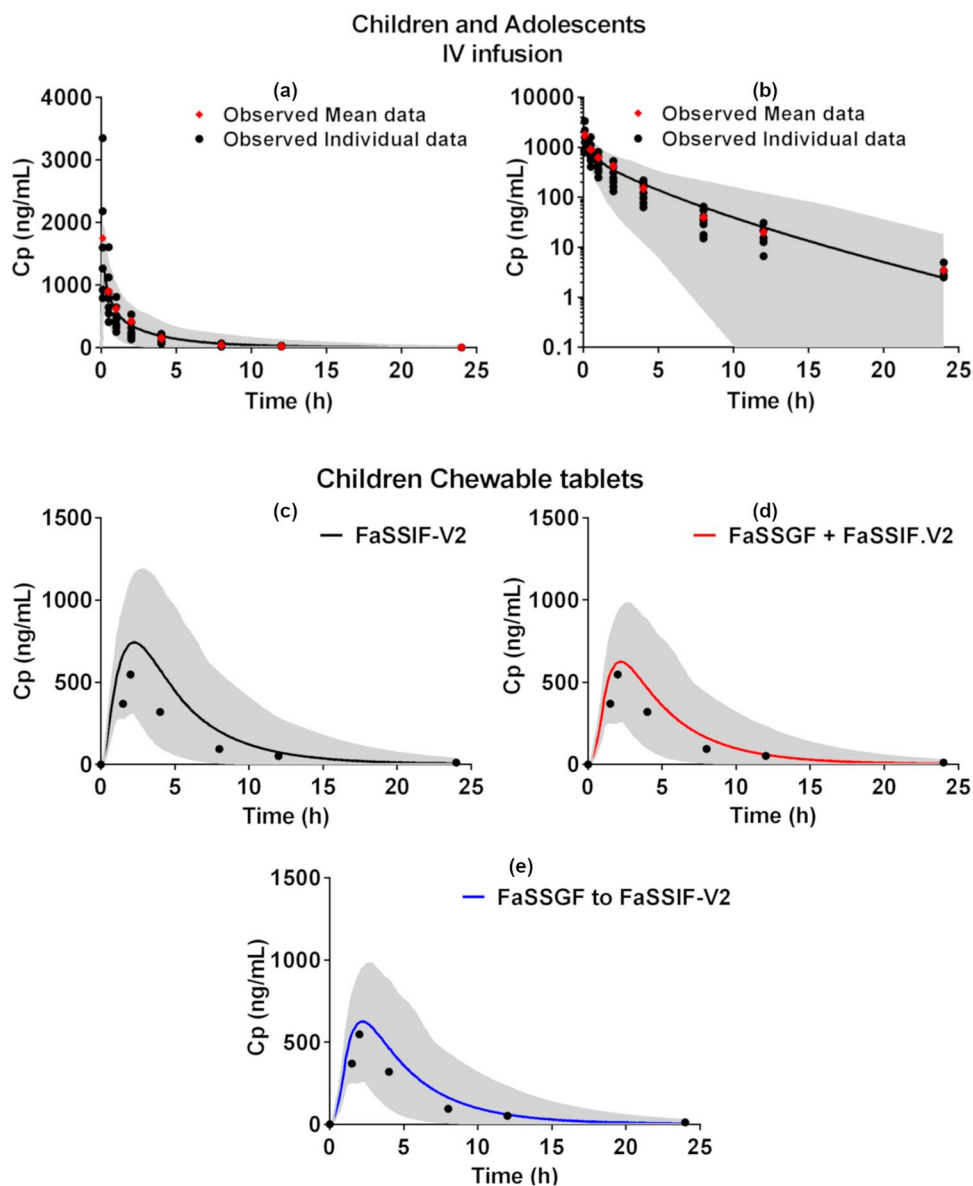 Children and Adolescents
IV infusion
(a)
4000
3000
2000
1000
0
Cp (ng/mL)
Observed Mean data
Observed Individual data
0 5 10 15 20 25
Time (h)
(b)
10000
1000
100
10
1
0.1
Cp (ng/mL)
Observed Mean data
Observed Individual data
0 5 10 15 20 25
Time (h)
Children Chewable tablets
(c)
1500
1000
500
0
Cp (ng/mL)
FaSSIF-V2
0 5 10 15 20 25
Time (h)
(d)
1500
1000
500
0
Cp (ng/mL)
FaSSGF + FaSSIF.V2
0 5 10 15 20 25
Time (h)
(e)
1500
1000
500
0
Cp (ng/mL)
FaSSGF to FaSSIF-V2
0 5 10 15 20 25
Time (h)